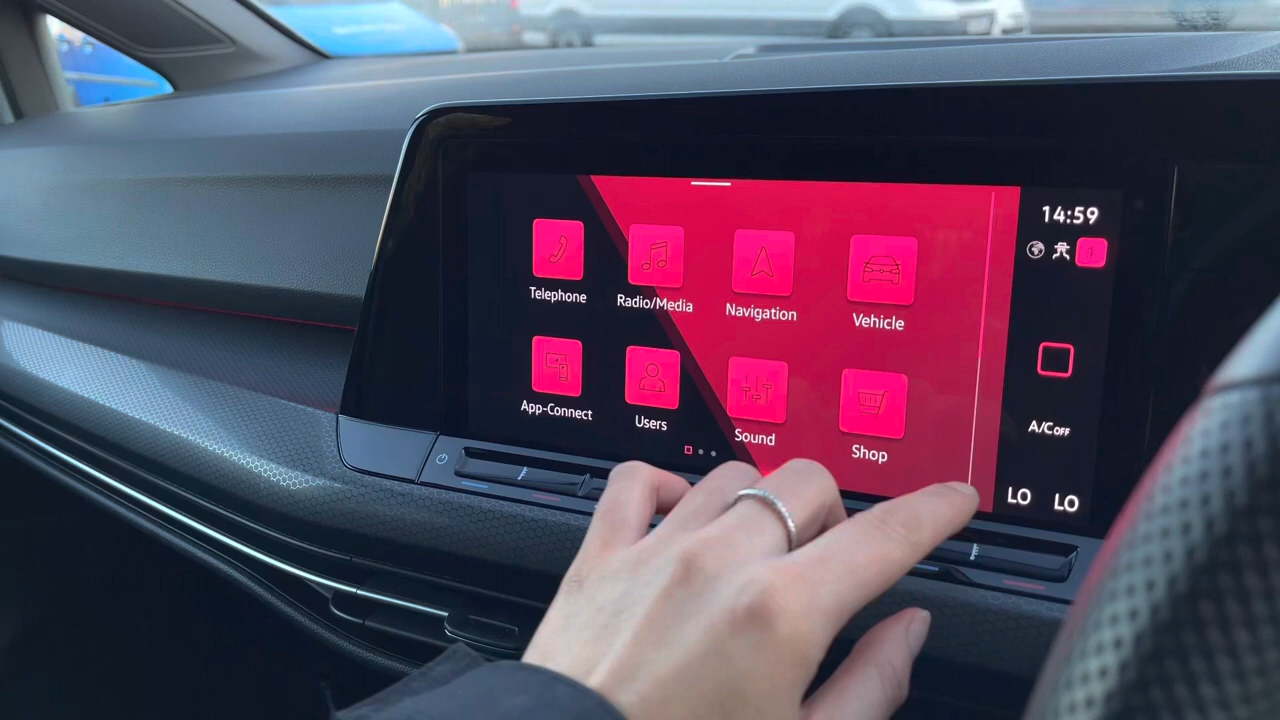 14:59
Telephone
Radio/Media
Navigation
Vehicle
App-Connect
Users
Sound
Shop
A/C OFF
LO LO